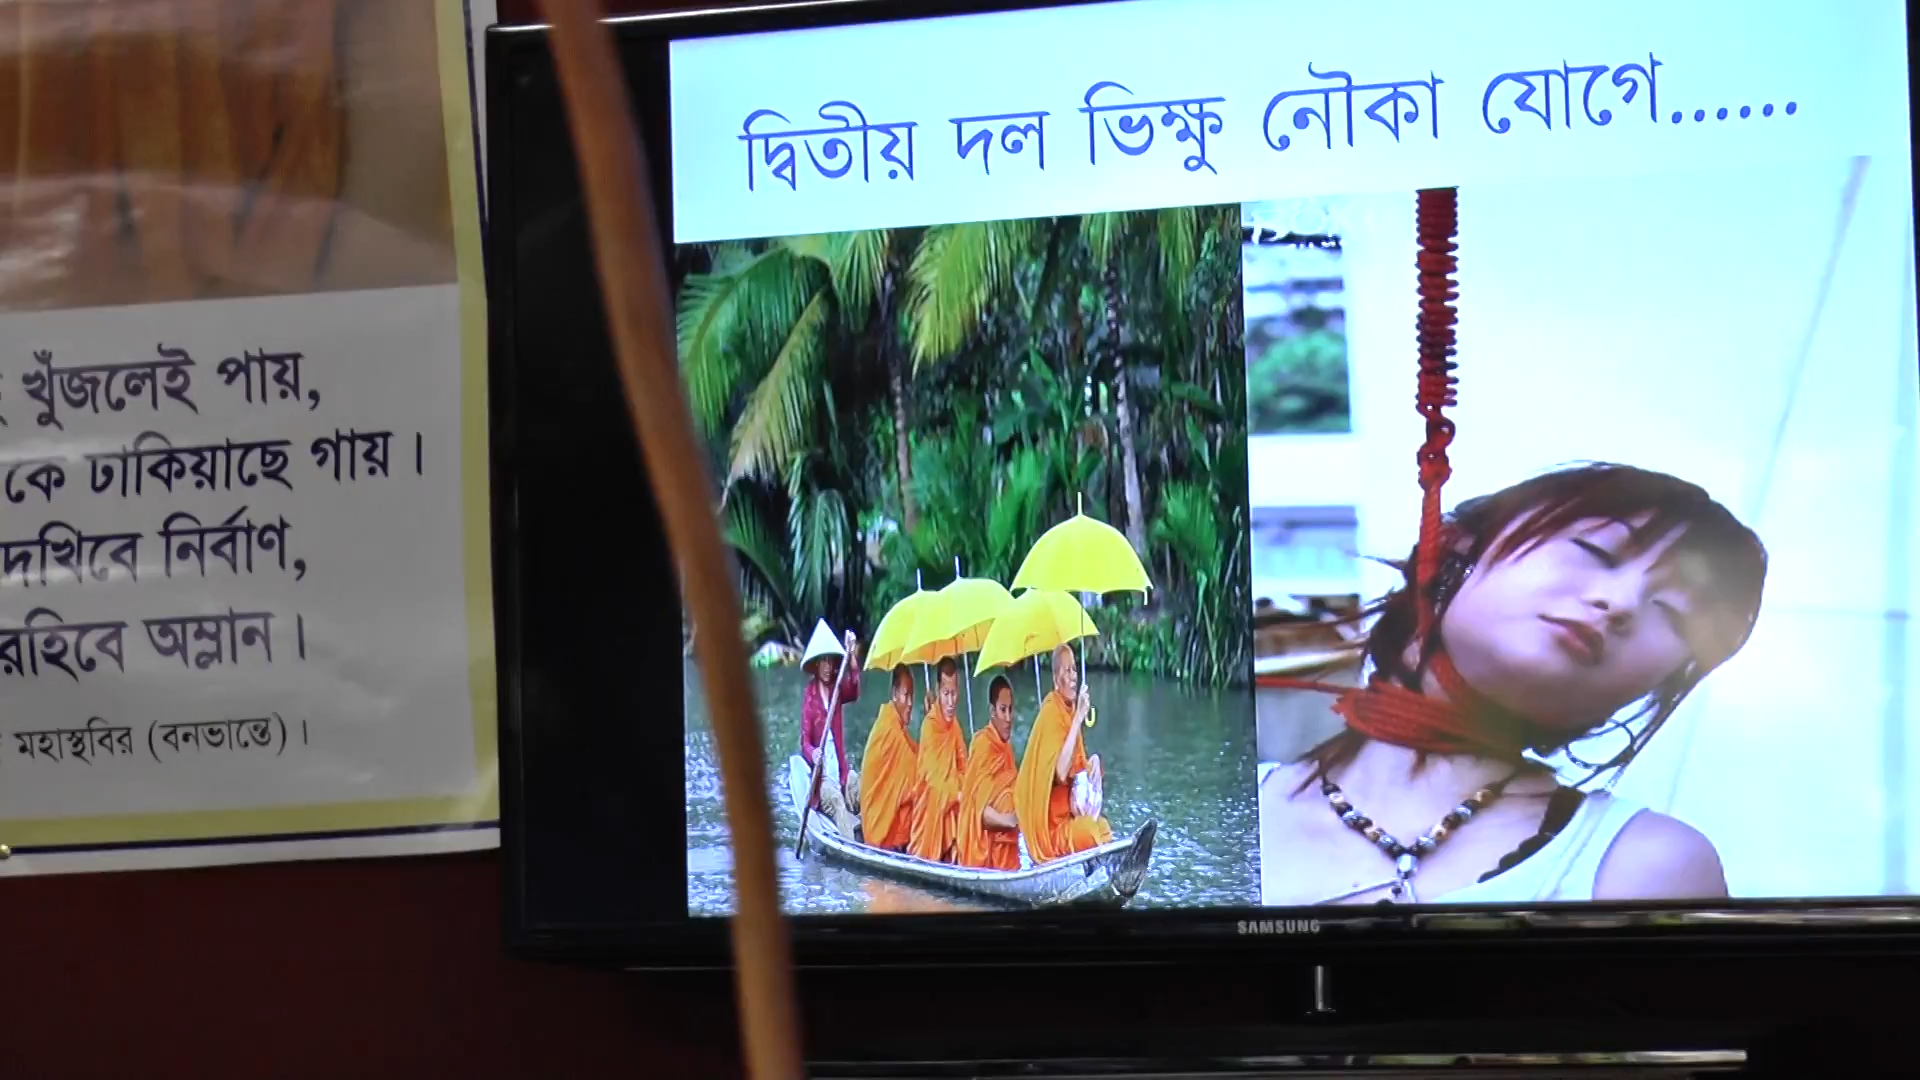 খুঁজলেই পায়,
কে ঢাকিয়াছে গায়।
দখিবে নির্বাণ,
রহিবে অম্লান।
মহাস্থবির (বনভান্তে)।
দ্বিতীয় দল ভিক্ষু নৌকা যোগে......
SAMSUNG